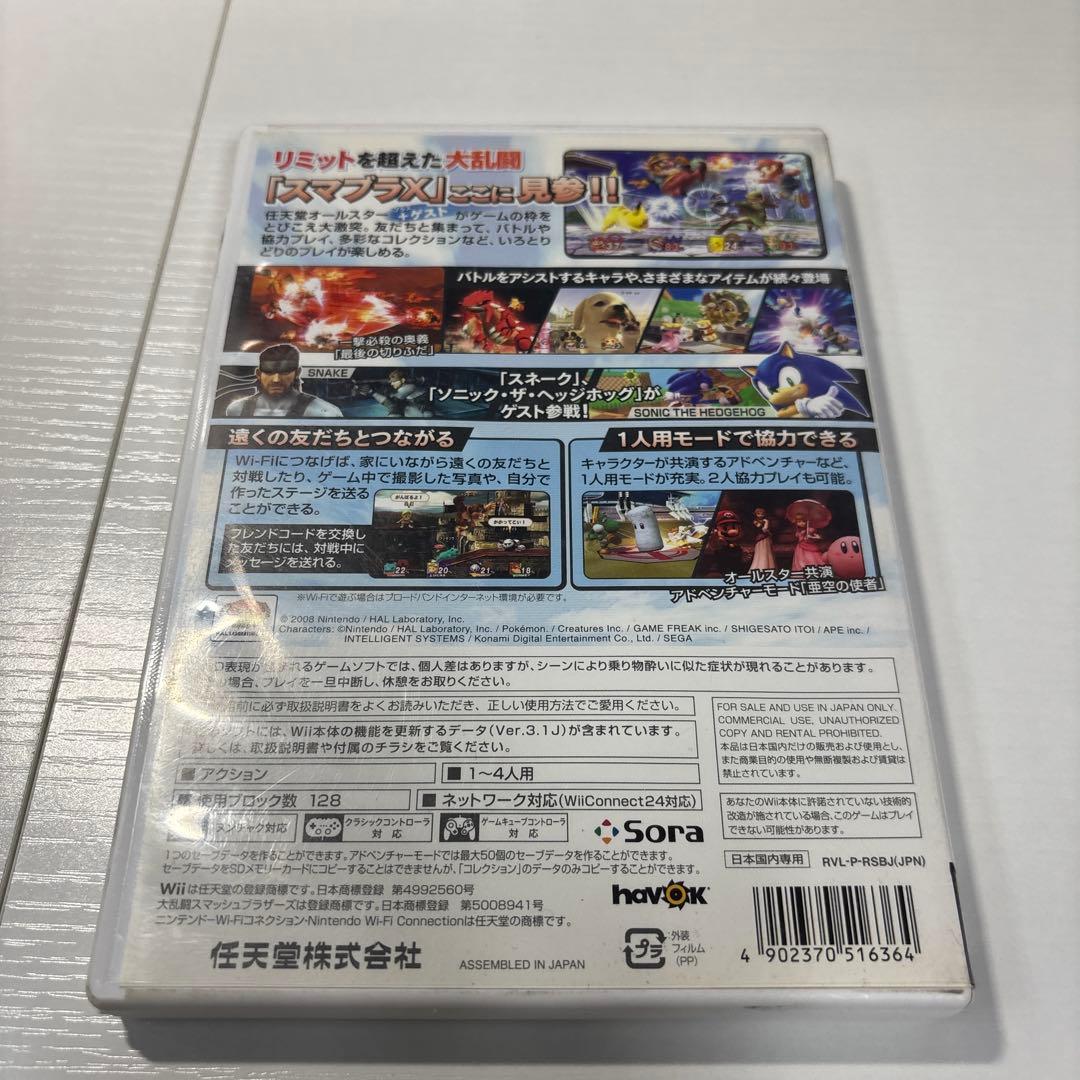 リミットを超えた大乱闘
「スマブラX」ここに見参!!
任天堂オールスター+ゲストがゲームの枠を
とびこえ大激突。友だちと集まって、バトルや
協力プレイ、多彩なコレクションなど、いろとり
どりのプレイが楽しめる。
バトルをアシストするキャラや、さまざまなアイテムが続々登場
一撃必殺の奥義
「最後の切りふだ」
SNAKE
「スネーク」、
「ソニック・ザ・ヘッジホッグ」が
ゲスト参戦!
SONIC THE HEDGEHOG
遠くの友だちとつながる
Wi-Fiにつなげば、家にいながら遠くの友だちと
対戦したり、ゲーム中で撮影した写真や、自分で
作ったステージを送る
ことができる。
フレンドコードを交換し
た友だちには、対戦中に
メッセージを送れる。
がんばるよ!
かかってこい!
1人用モードで協力できる
キャラクターが共演するアドベンチャーなど、
1人用モードが充実。2人協力プレイも可能。
オールスター共演
アドベンチャーモード「亜空の使者」
※Wi-Fiで遊ぶ場合はブロードバンドインターネット環境が必要です。
HAL LABORATORY
© 2008 Nintendo / HAL Laboratory, Inc.
Characters: ©Nintendo / HAL Laboratory, Inc. / Pokémon. / Creatures Inc. / GAME FREAK inc. / SHIGESATO ITOI / APE inc. /
INTELLIGENT SYSTEMS / Konami Digital Entertainment Co., Ltd. / SEGA
表現が含まれるゲームソフトでは、個人差はありますが、シーンにより乗り物酔いに似た症状が現れることがあります。
場合、プレイを一旦中断し、休憩をお取りください。
前に必ず取扱説明書をよくお読みいただき、正しい使用方法でご愛用ください。
ソフトには、Wii本体の機能を更新するデータ(Ver.3.1J)が含まれています。
詳しくは、取扱説明書や付属のチラシをご覧ください。
FOR SALE AND USE IN JAPAN ONLY.
COMMERCIAL USE, UNAUTHORIZED
COPY AND RENTAL PROHIBITED.
本品は日本国内だけの販売および使用とし、
また商業目的の使用や無断複製および賃貸は
禁止されています。
■ アクション
■ 1〜4人用
■ 使用ブロック数 128
■ ネットワーク対応(WiiConnect24対応)
あなたのWii本体に許諾されていない技術的
改造が施されている場合、このゲームはプレイ
できない可能性があります。
ヌンチャク対応
クラシックコントローラ
対応
ゲームキューブコントローラ
対応
Sora
日本国内専用
RVL-P-RSBJ(JPN)
1つのセーブデータを作ることができます。アドベンチャーモードでは最大50個のセーブデータを作ることができます。
セーブデータをSDメモリーカードにコピーすることはできませんが、「コレクション」のデータのみコピーすることができます。
Wiiは任天堂の登録商標です。日本商標登録 第4992560号
大乱闘スマッシュブラザーズは登録商標です。日本商標登録 第5008941号
ニンテンドーWi-Fiコネクション・Nintendo Wi-Fi Connectionは任天堂の商標です。
havok
任天堂株式会社
ASSEMBLED IN JAPAN
プラ
外装
フィルム
(PP)
4 902370 516364